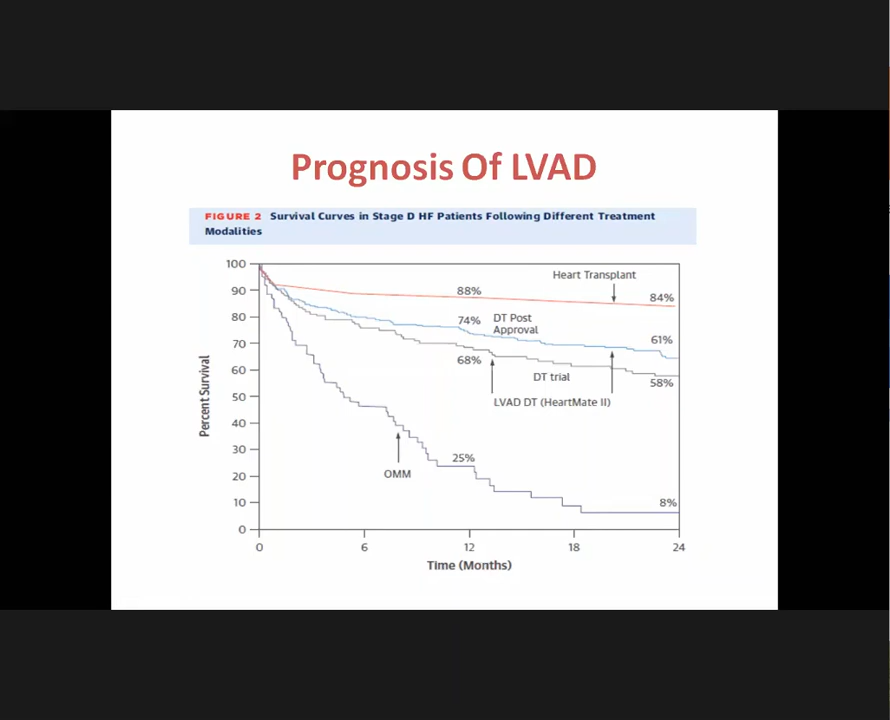 Prognosis Of LVAD
FIGURE 2 Survival Curves in Stage D HF Patients Following Different Treatment
Modalities
100
90
80
70
60
50
40
30
20
10
0
Percent Survival
Heart Transplant
88%
84%
74%
DT Post
Approval
61%
68%
DT trial
58%
LVAD DT (HeartMate II)
OMM
25%
8%
0
6
12
18
24
Time (Months)